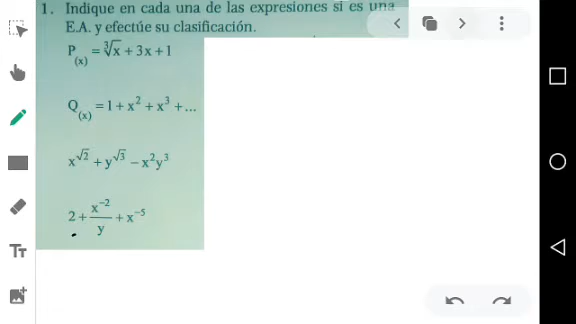 1. Indique en cada una de las expresiones si es una
E.A. y efectúe su clasificación.
P(x) = ∛x + 3x + 1
Q(x) = 1 + x² + x³ + ...
x^√2 + y^√3 − x²y³
2 + x⁻²/y + x⁻⁵
Tт